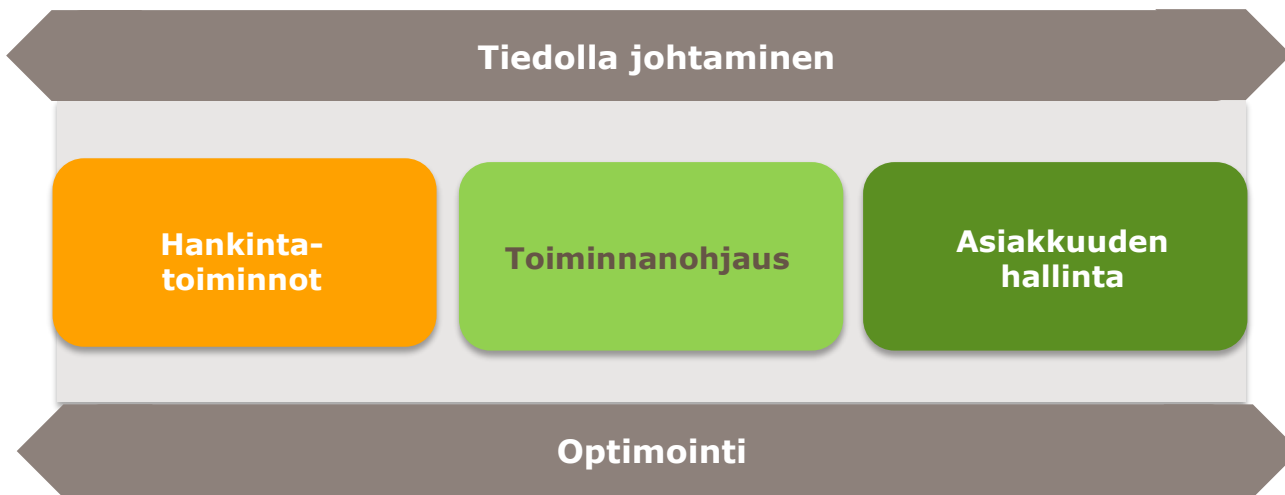 Tiedolla johtaminen
Hankinta-
toiminnot
Toiminnanohjaus
Asiakkuuden
hallinta
Optimointi